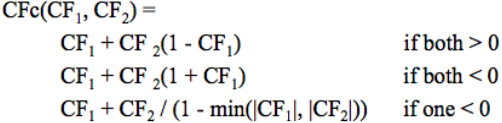 CFc(CF₁, CF₂) =
CF₁ + CF ₂(1 - CF₁) if both > 0
CF₁ + CF ₂(1 + CF₁) if both < 0
CF₁ + CF₂ / (1 - min(|CF₁|, |CF₂|)) if one < 0